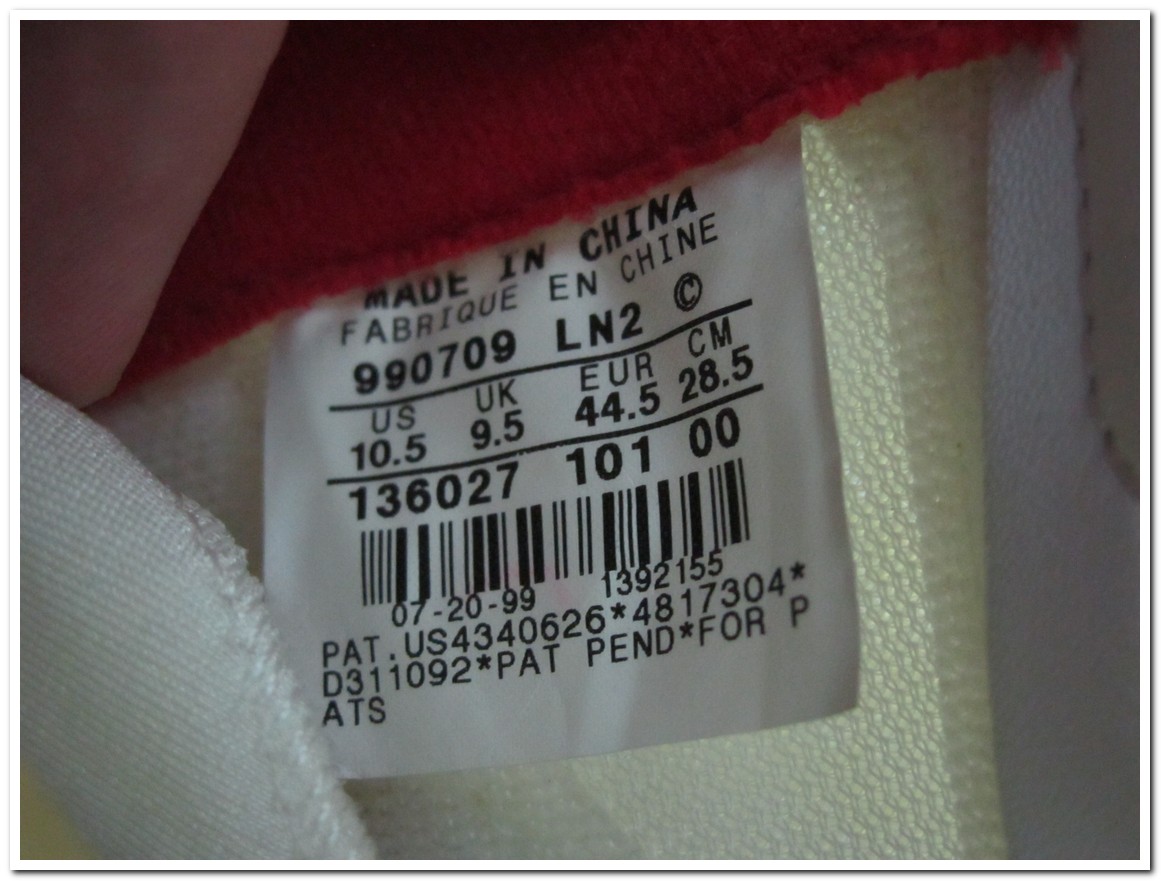 MADE IN CHINA
FABRIQUE EN CHINE
990709 LN2 ©
US UK EUR CM
10.5 9.5 44.5 28.5
136027 101 00
07-20-99 1392155
PAT.US4340626*4817304*
D311092*PAT PEND*FOR P
ATS